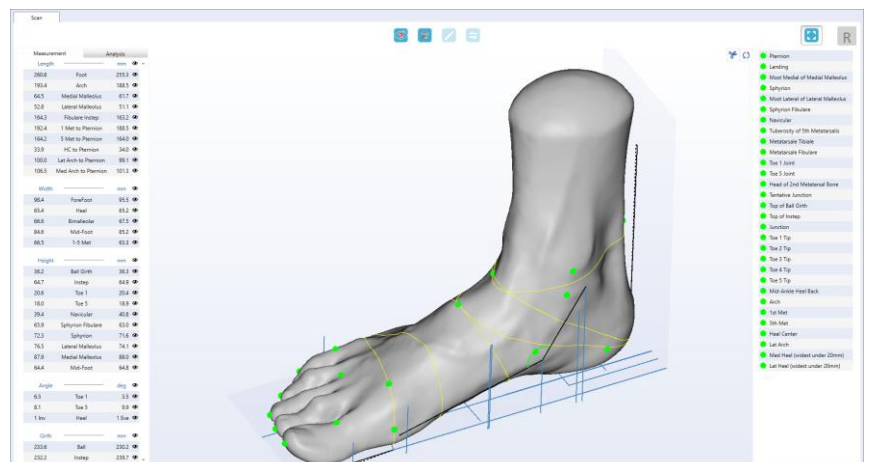 Scan
R
Measurement Analysis
Length mm
260.8 Foot 255.3
193.4 Arch 188.5
64.5 Medial Malleolus 61.7
52.8 Lateral Malleolus 51.1
164.3 Fibulare Instep 163.2
192.4 1 Met to Pternion 188.5
164.2 5 Met to Pternion 164.0
33.9 HC to Pternion 34.0
100.0 Lat Arch to Pternion 99.1
106.5 Med Arch to Pternion 101.3
Width mm
96.4 ForeFoot 95.5
65.4 Heel 65.2
66.6 Bimalleolar 67.5
84.6 Mid-Foot 85.2
66.5 1-5 Met 63.3
Height mm
36.2 Ball Girth 36.3
64.7 Instep 64.9
20.6 Toe 1 20.4
18.0 Toe 5 18.9
39.4 Navicular 40.8
65.8 Sphyrion Fibulare 63.0
72.3 Sphyrion 71.6
76.5 Lateral Malleolus 74.1
87.9 Medial Malleolus 88.0
64.4 Mid-Foot 64.8
Angle deg
6.5 Toe 1 3.3
8.1 Toe 5 9.9
1 Inv Heel 1 Eve
Girth mm
233.6 Ball 230.2
232.2 Instep 239.7
Pternion
Landing
Most Medial of Medial Malleolus
Sphyrion
Most Lateral of Lateral Malleolus
Sphyrion Fibulare
Navicular
Tuberosity of 5th Metatarsalis
Metatarsale Tibiale
Metatarsale Fibulare
Toe 1 Joint
Toe 5 Joint
Head of 2nd Metatarsal Bone
Tentative Junction
Top of Ball Girth
Top of Instep
Junction
Toe 1 Tip
Toe 2 Tip
Toe 3 Tip
Toe 4 Tip
Toe 5 Tip
Mid-Ankle Heel Back
Arch
1st Met
5th Met
Heel Center
Lat Arch
Med Heel (widest under 20mm)
Lat Heel (widest under 20mm)